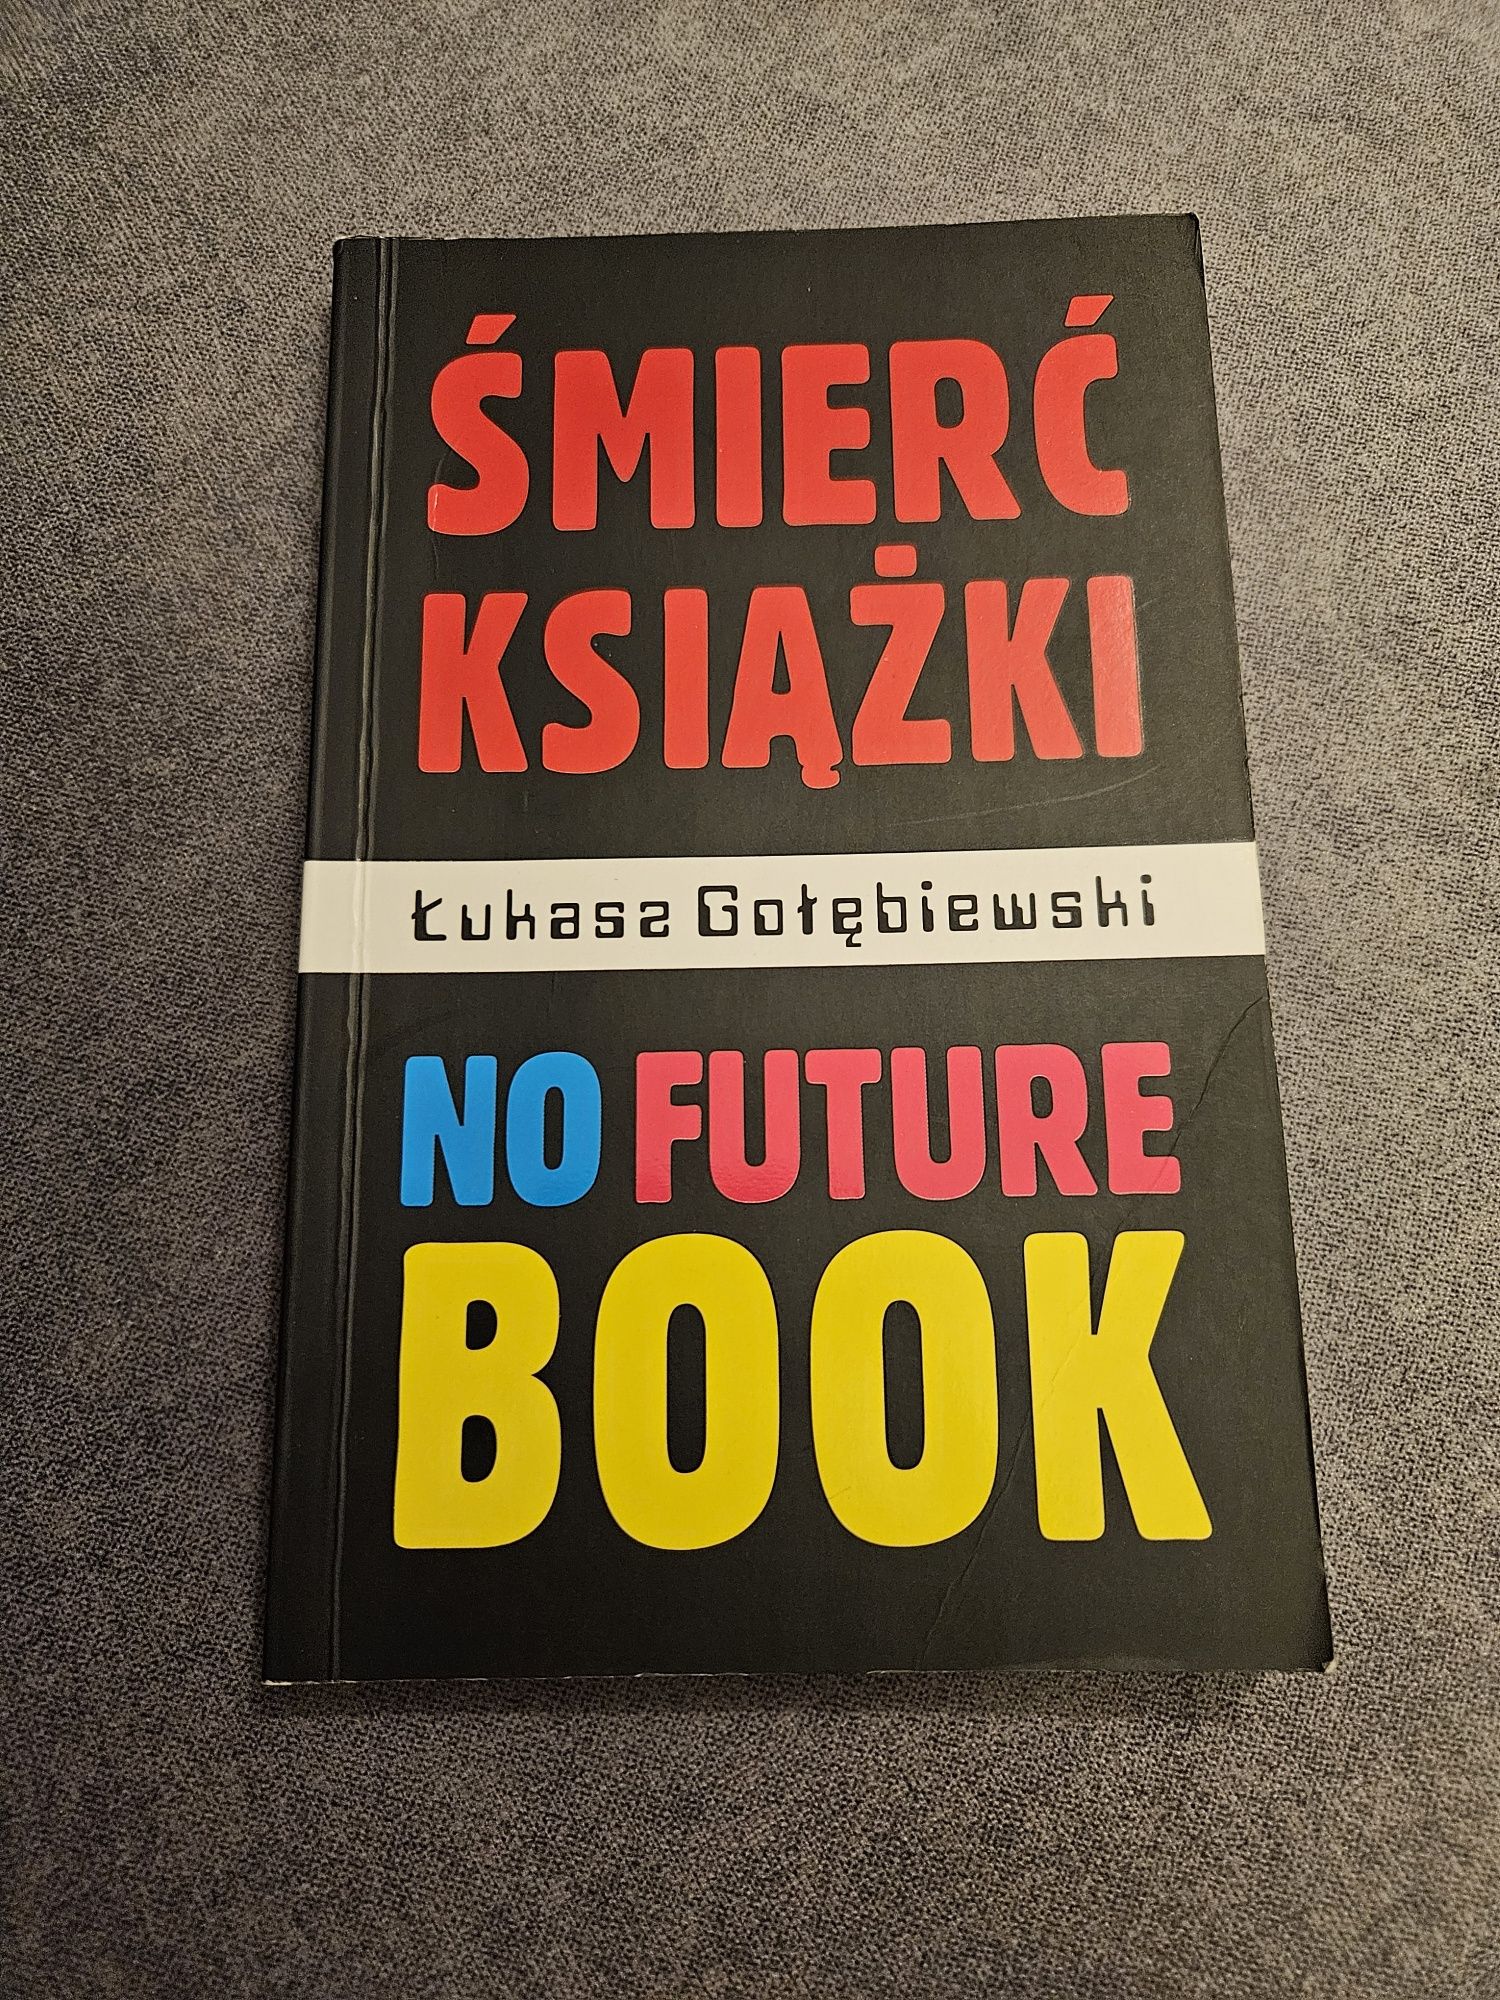 ŚMIERĆ
KSIĄŻKI
Łukasz Gołębiewski
NO FUTURE
BOOK